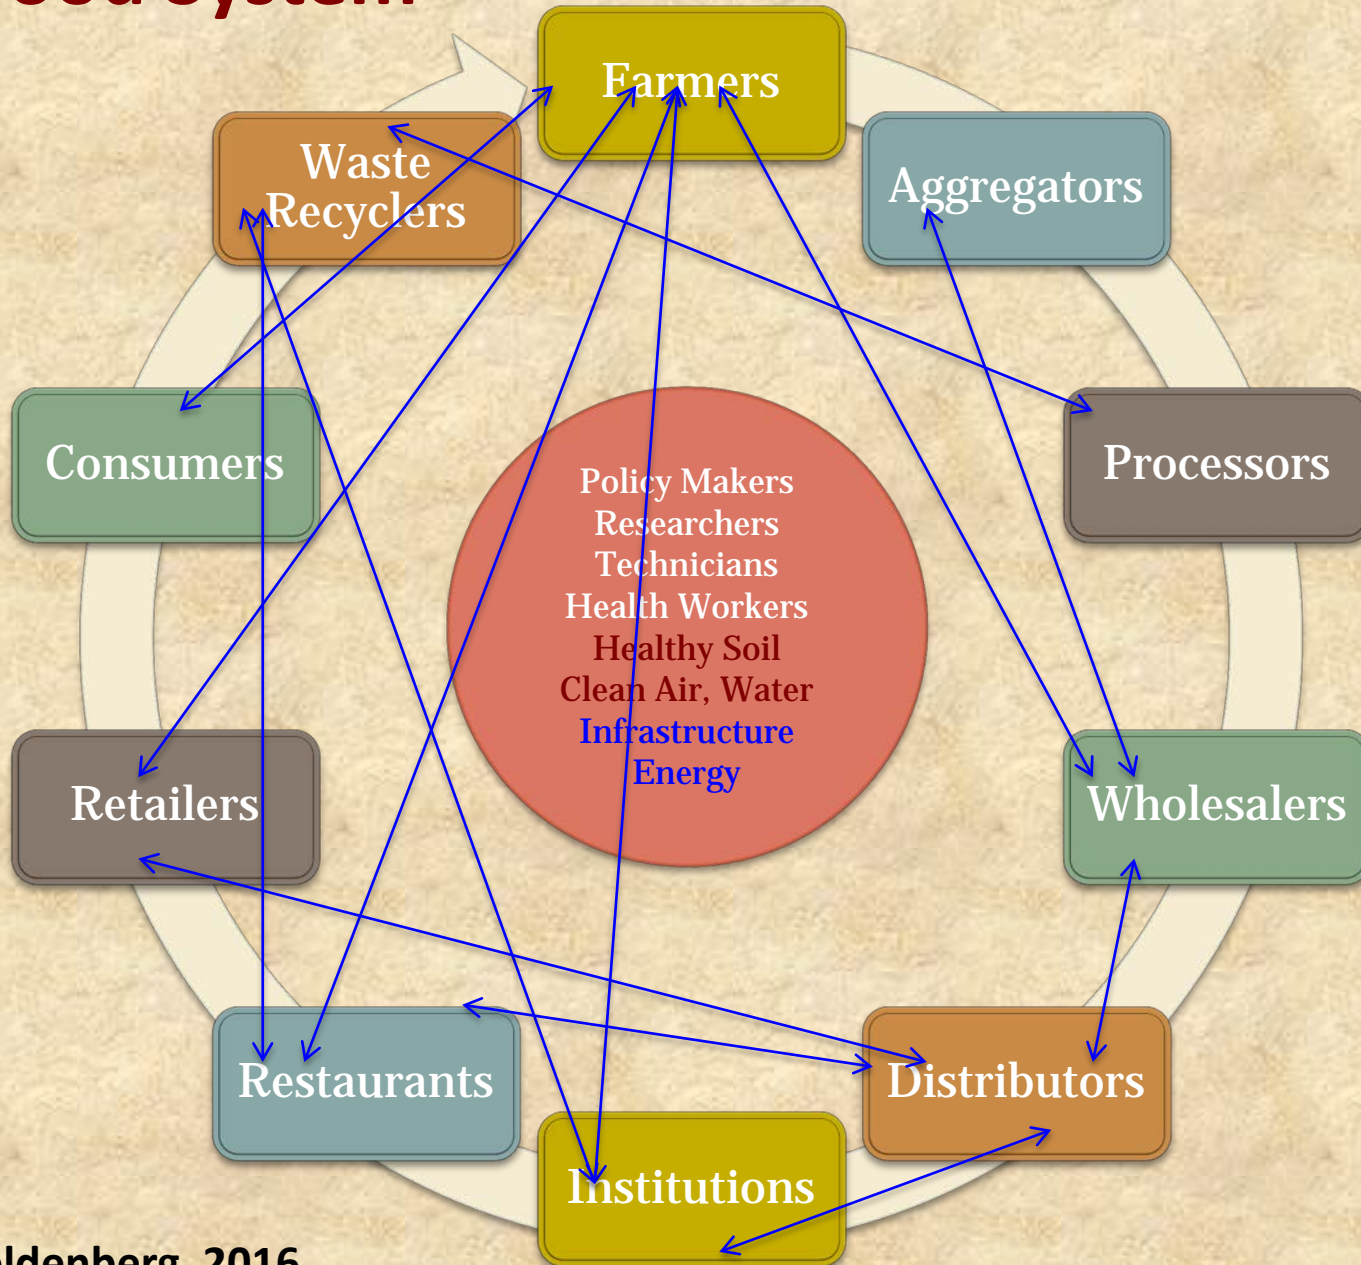 System
Farmers
Waste
Recyclers
Aggregators
Consumers
Processors
Policy Makers
Researchers
Technicians
Health Workers
Healthy Soil
Clean Air, Water
Infrastructure
Energy
Retailers
Wholesalers
Restaurants
Distributors
Institutions
2016